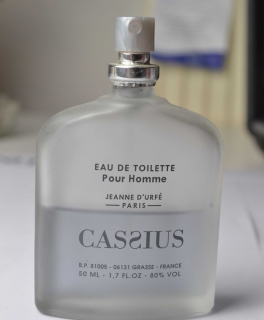 EAU DE TOILETTE
Pour Homme
JEANNE D'URFÉ
PARIS
CASSIUS
B.P. 81005 - 06131 GRASSE - FRANCE
50 ML - 1,7 FL.OZ - 80% VOL